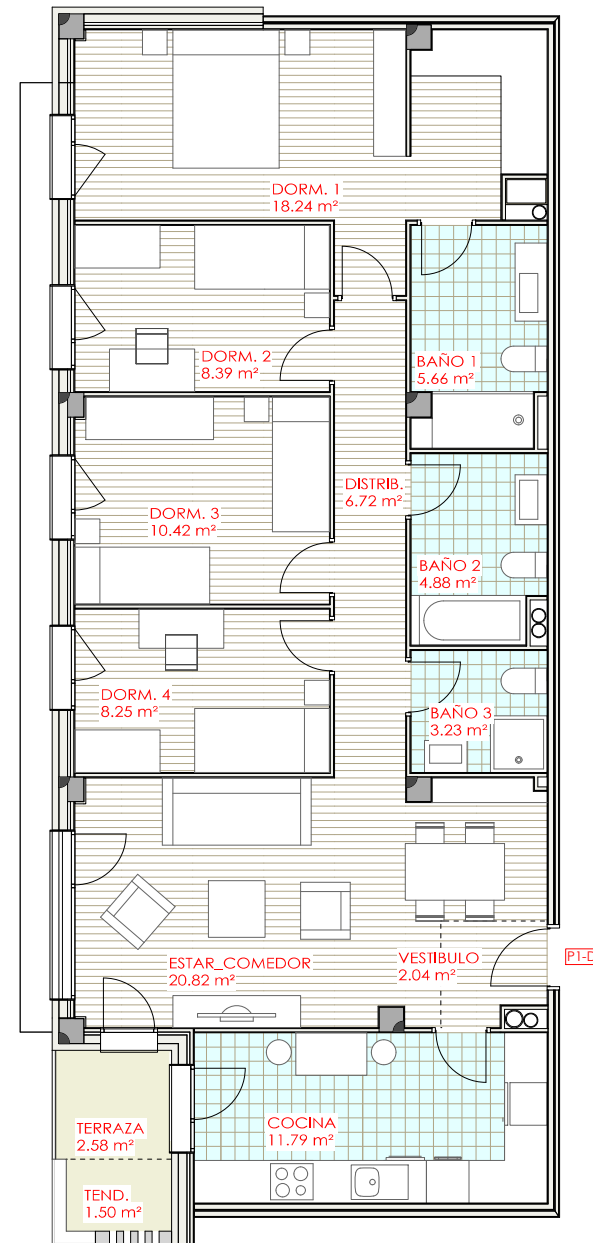 DORM. 1
18.24 m²
DORM. 2
8.39 m²
BAÑO 1
5.66 m²
DISTRIB.
6.72 m²
DORM. 3
10.42 m²
BAÑO 2
4.88 m²
DORM. 4
8.25 m²
BAÑO 3
3.23 m²
ESTAR_COMEDOR
20.82 m²
VESTIBULO
2.04 m²
P1-D
COCINA
11.79 m²
TERRAZA
2.58 m²
TEND.
1.50 m²